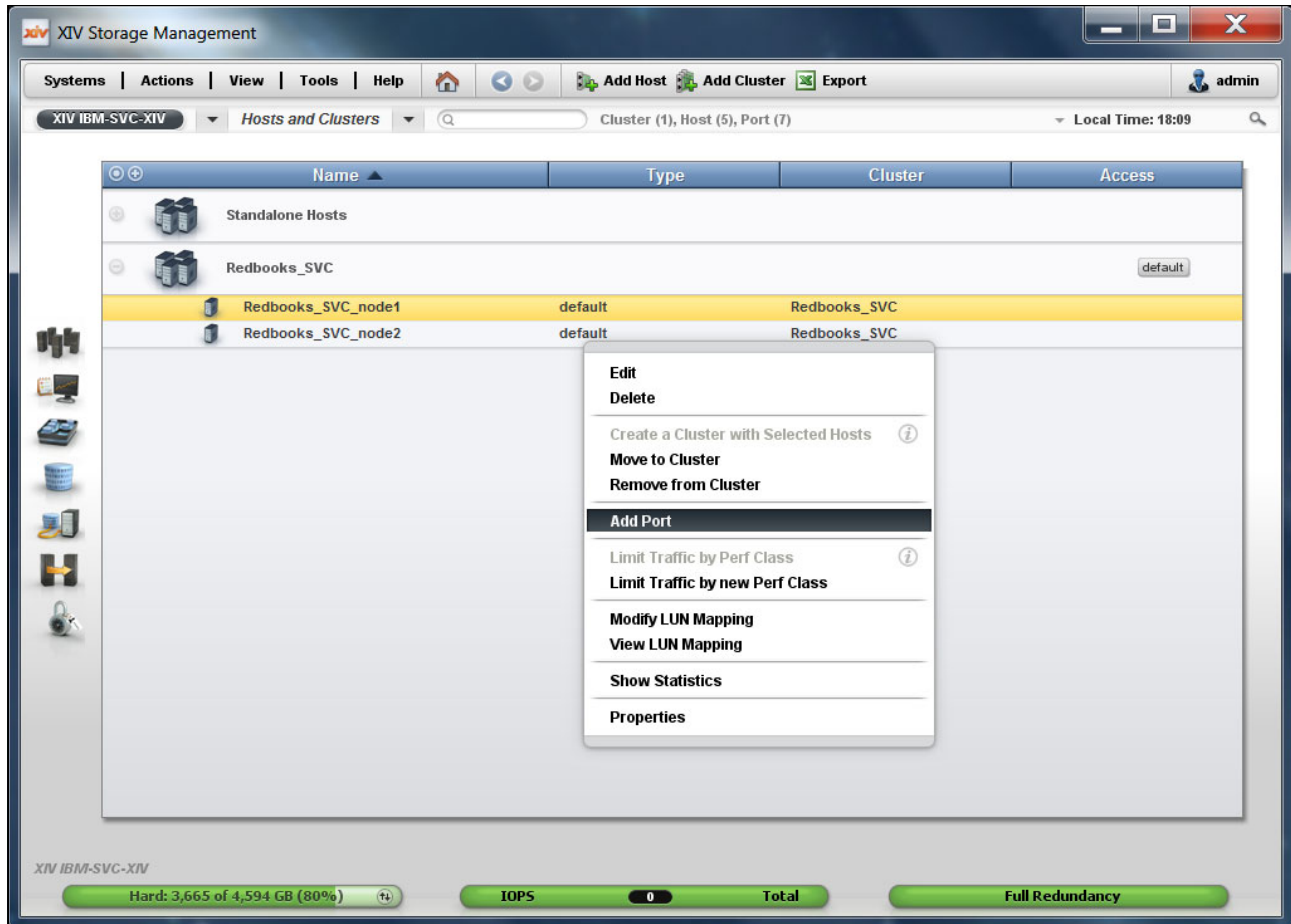 xiv XIV Storage Management
Systems | Actions | View | Tools | Help Add Host Add Cluster Export admin
XIV IBM-SVC-XIV Hosts and Clusters Cluster (1), Host (5), Port (7) Local Time: 18:09
Name Type Cluster Access
Standalone Hosts
Redbooks_SVC default
Redbooks_SVC_node1 default Redbooks_SVC
Redbooks_SVC_node2 default Redbooks_SVC
Edit
Delete
Create a Cluster with Selected Hosts
Move to Cluster
Remove from Cluster
Add Port
Limit Traffic by Perf Class
Limit Traffic by new Perf Class
Modify LUN Mapping
View LUN Mapping
Show Statistics
Properties
XIV IBM-SVC-XIV
Hard: 3,665 of 4,594 GB (80%) IOPS 0 Total Full Redundancy